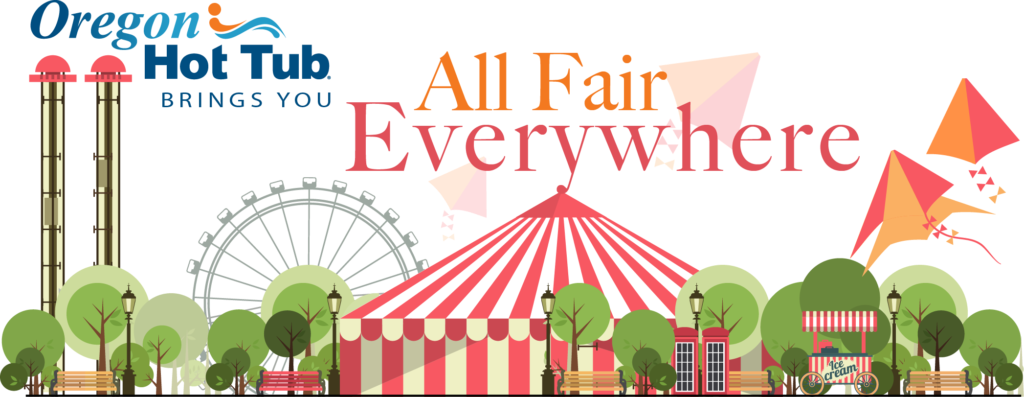 Oregon
Hot Tub
BRINGS YOU
All Fair
Everywhere
Ice
cream